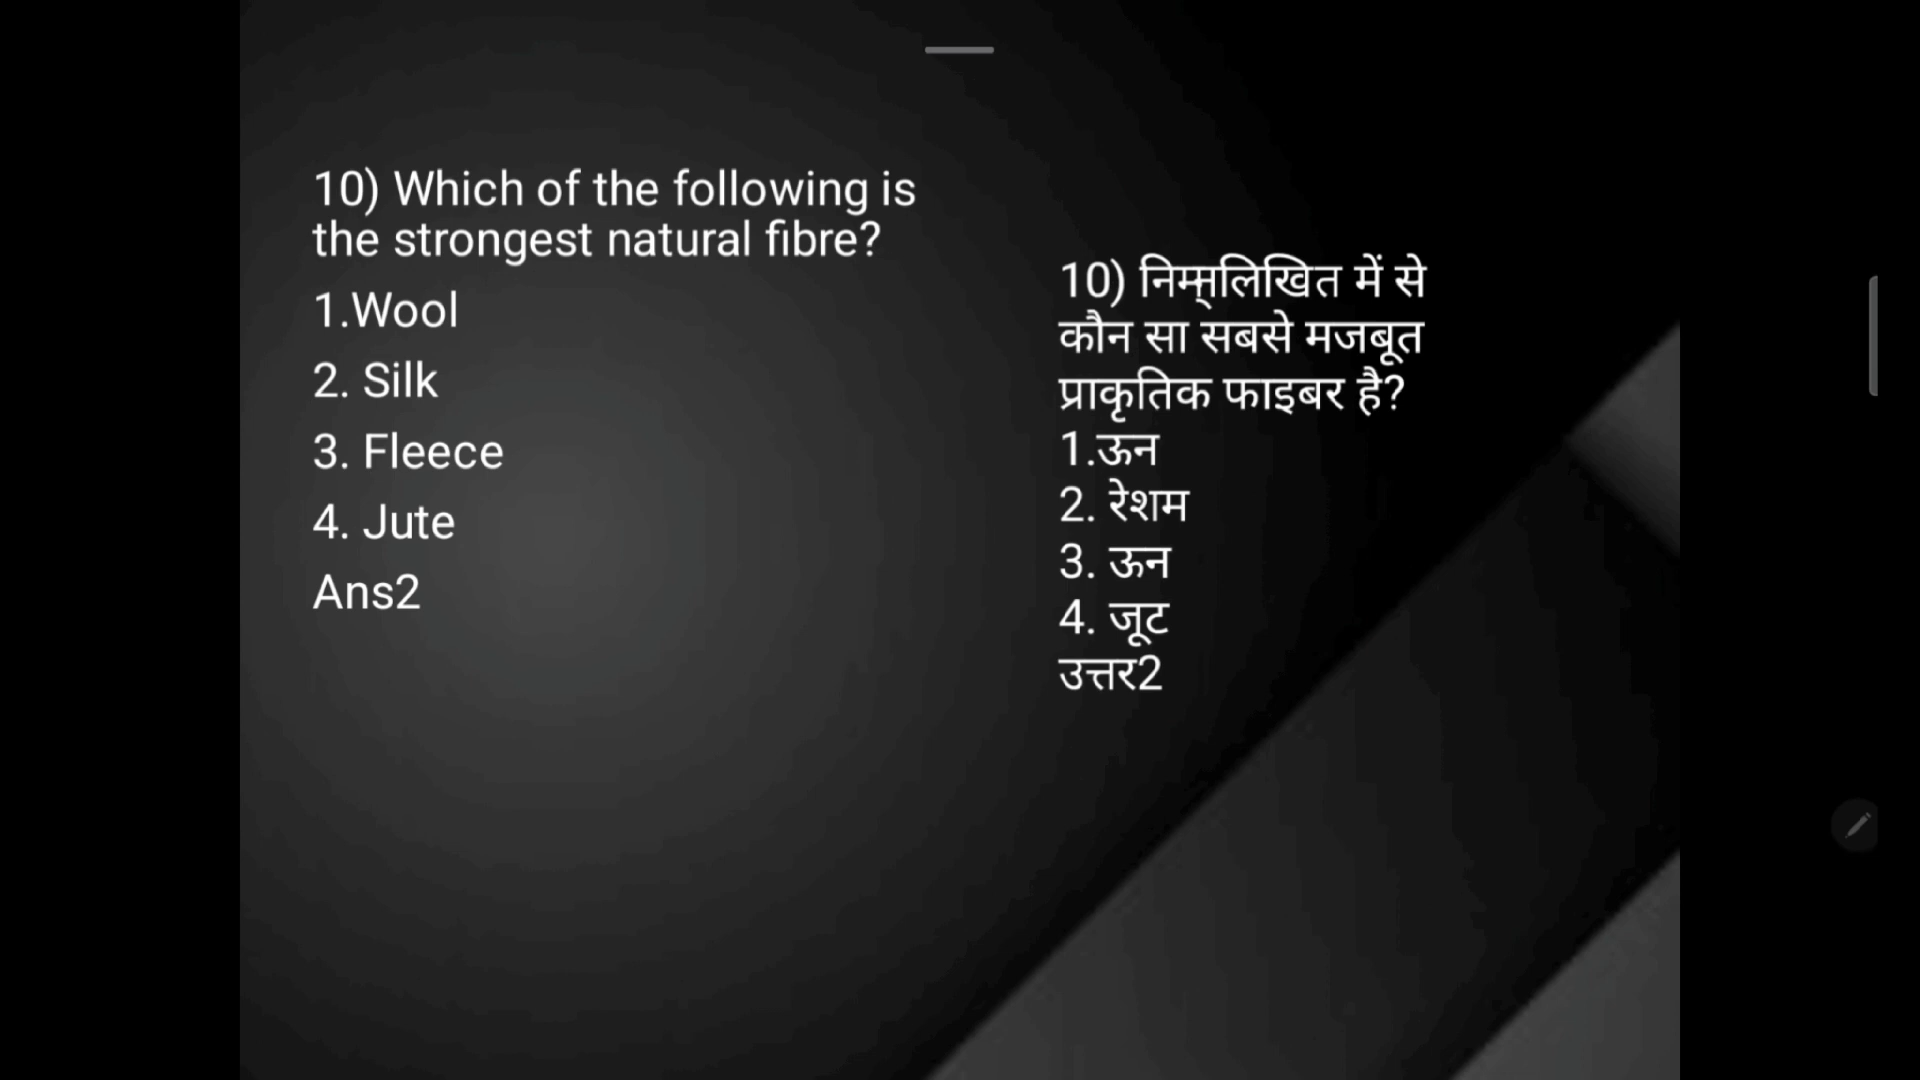 10) Which of the following is
the strongest natural fibre?
1.Wool
2. Silk
3. Fleece
4. Jute
Ans2
10) निम्न्लिखित में से
कौन सा सबसे मजबूत
प्राकृतिक फाइबर है?
1.ऊन
2. रेशम
3. ऊन
4. जूट
उत्तर2